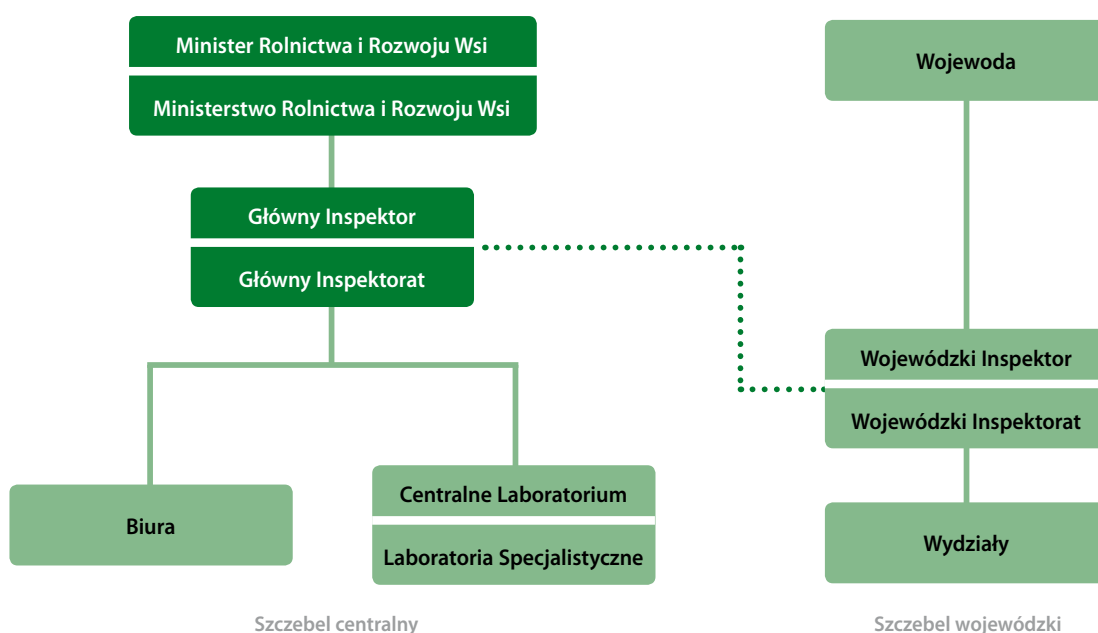 Minister Rolnictwa i Rozwoju Wsi
Ministerstwo Rolnictwa i Rozwoju Wsi
Główny Inspektor
Główny Inspektorat
Biura
Centralne Laboratorium
Laboratoria Specjalistyczne
Szczebel centralny
Wojewoda
Wojewódzki Inspektor
Wojewódzki Inspektorat
Wydziały
Szczebel wojewódzki